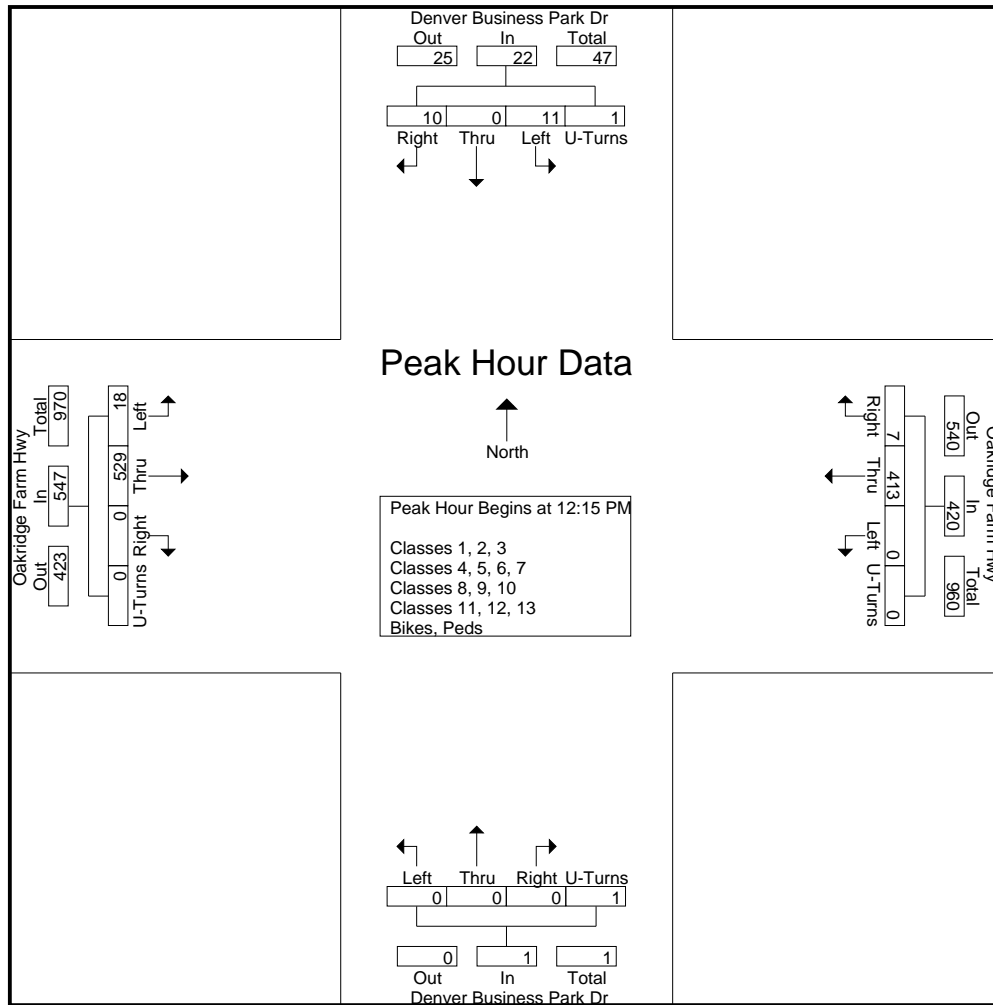 Denver Business Park Dr
Out In Total
25 22 47
10 0 11 1
Right Thru Left U-Turns
Peak Hour Data
North
Peak Hour Begins at 12:15 PM
Classes 1, 2, 3
Classes 4, 5, 6, 7
Classes 8, 9, 10
Classes 11, 12, 13
Bikes, Peds
Oakridge Farm Hwy
Out In Total
423 547 970
0 0 529 18
U-Turns Right Thru Left
Oakridge Farm Hwy
Out In Total
540 420 960
7 413 0 0
Right Thru Left U-Turns
Left Thru Right U-Turns
0 0 0 1
0 1 1
Out In Total
Denver Business Park Dr